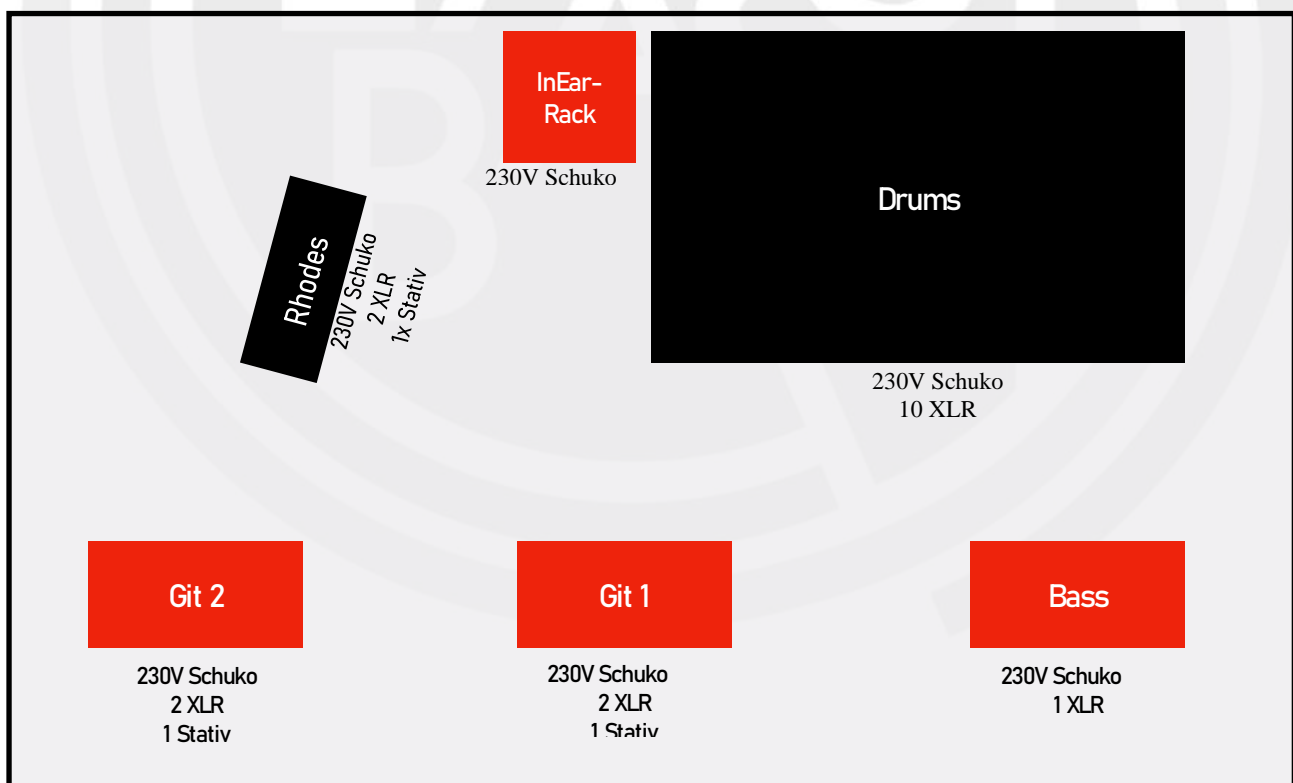 InEar-
Rack
230V Schuko
Drums
230V Schuko
10 XLR
Rhodes
230V Schuko
2 XLR
1x Stativ
Git 2
230V Schuko
2 XLR
1 Stativ
Git 1
230V Schuko
2 XLR
1 Stativ
Bass
230V Schuko
1 XLR